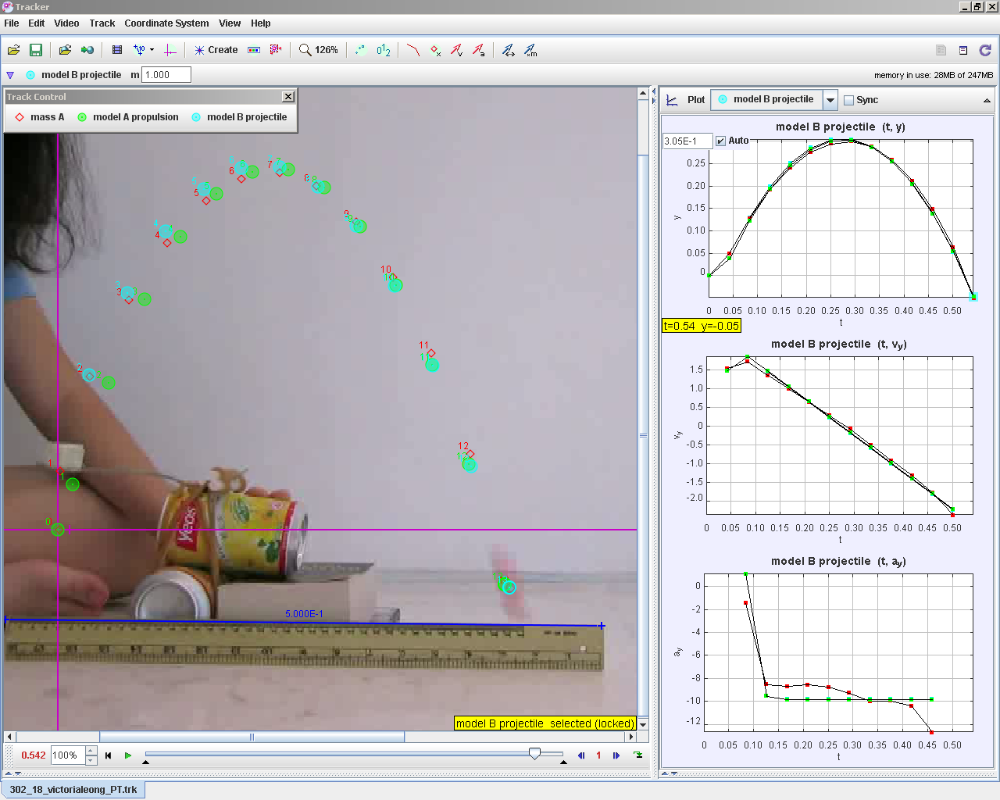 Tracker
File Edit Video Track Coordinate System View Help
Create 126%
model B projectile m 1.000
memory in use: 28MB of 247MB
Track Control
mass A model A propulsion model B projectile
Plot model B projectile Sync
model B projectile (t, y)
3.05E-1 Auto
0.25
0.20
0.15
0.10
0.05
0
y
0 0.05 0.10 0.15 0.20 0.25 0.30 0.35 0.40 0.45 0.50
t
t=0.54 y=-0.05
model B projectile (t, vy)
1.5
1.0
0.5
0
-0.5
-1.0
-1.5
-2.0
vy
0 0.05 0.10 0.15 0.20 0.25 0.30 0.35 0.40 0.45 0.50
t
model B projectile (t, ay)
0
-2
-4
-6
-8
-10
-12
ay
0 0.05 0.10 0.15 0.20 0.25 0.30 0.35 0.40 0.45 0.50
t
6
7
8
5
9
4
10
3
11
2
12
1
1
0
YEO'S
5.000E-1
model B projectile selected (locked)
0.542 100% 1
302_18_victorialeong_PT.trk